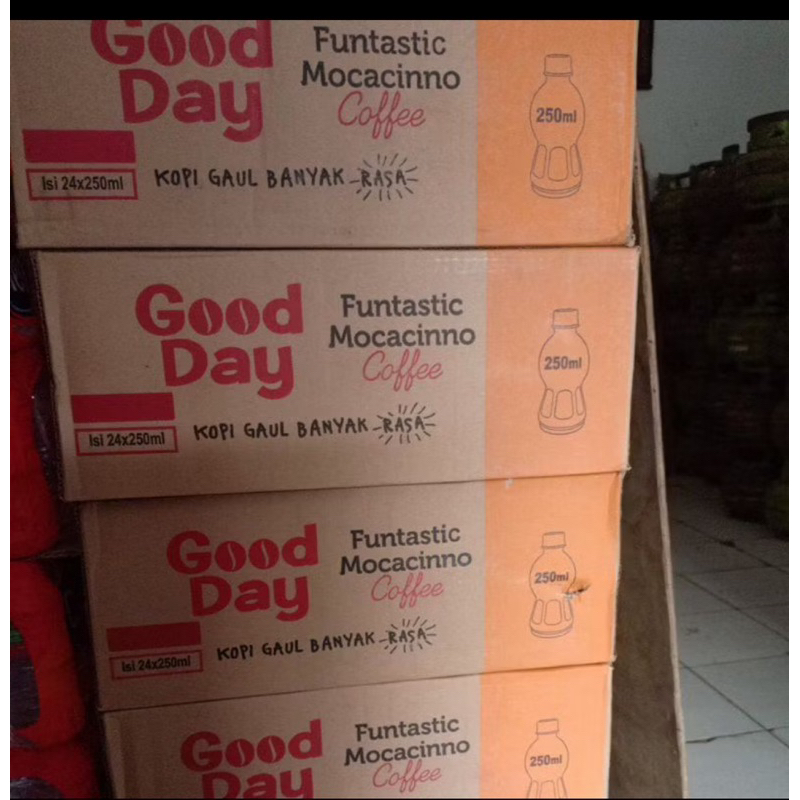 Good
Day
Funtastic
Mocacinno
Coffee
250ml
Isi 24x250ml
KOPI GAUL BANYAK RASA
Good
Day
Funtastic
Mocacinno
Coffee
250ml
Isi 24x250ml
KOPI GAUL BANYAK RASA
Good
Day
Funtastic
Mocacinno
Coffee
250ml
Isi 24x250ml
KOPI GAUL BANYAK RASA
Good
Day
Funtastic
Mocacinno
Coffee
250ml